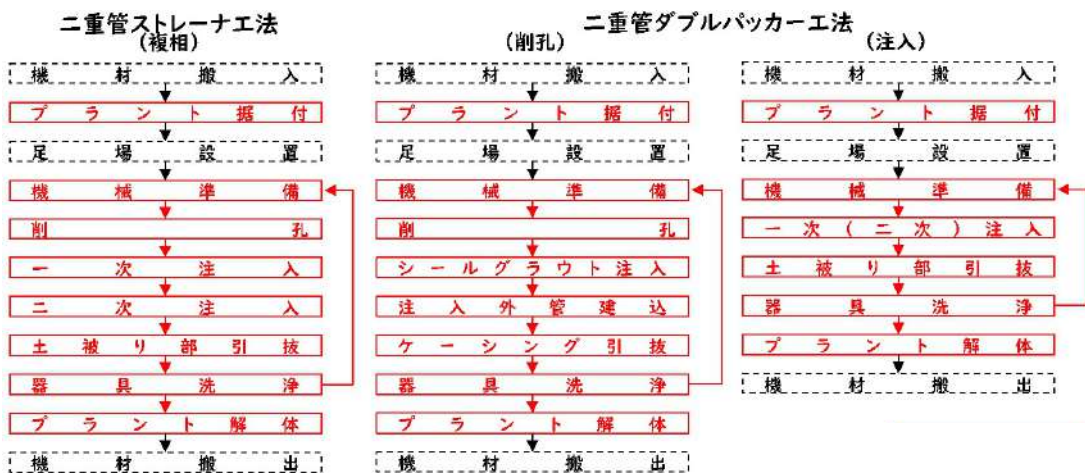 二重管ストレーナ工法
(複相)
機材搬入
プラント据付
足場設置
機械準備
削孔
一次注入
二次注入
土被り部引抜
器具洗浄
プラント解体
機材搬出
二重管ダブルパッカー工法
(削孔)
機材搬入
プラント据付
足場設置
機械準備
削孔
シールグラウト注入
注入外管建込
ケーシング引抜
器具洗浄
プラント解体
機材搬出
(注入)
機材搬入
プラント据付
足場設置
機械準備
一次(二次)注入
土被り部引抜
器具洗浄
プラント解体
機材搬出